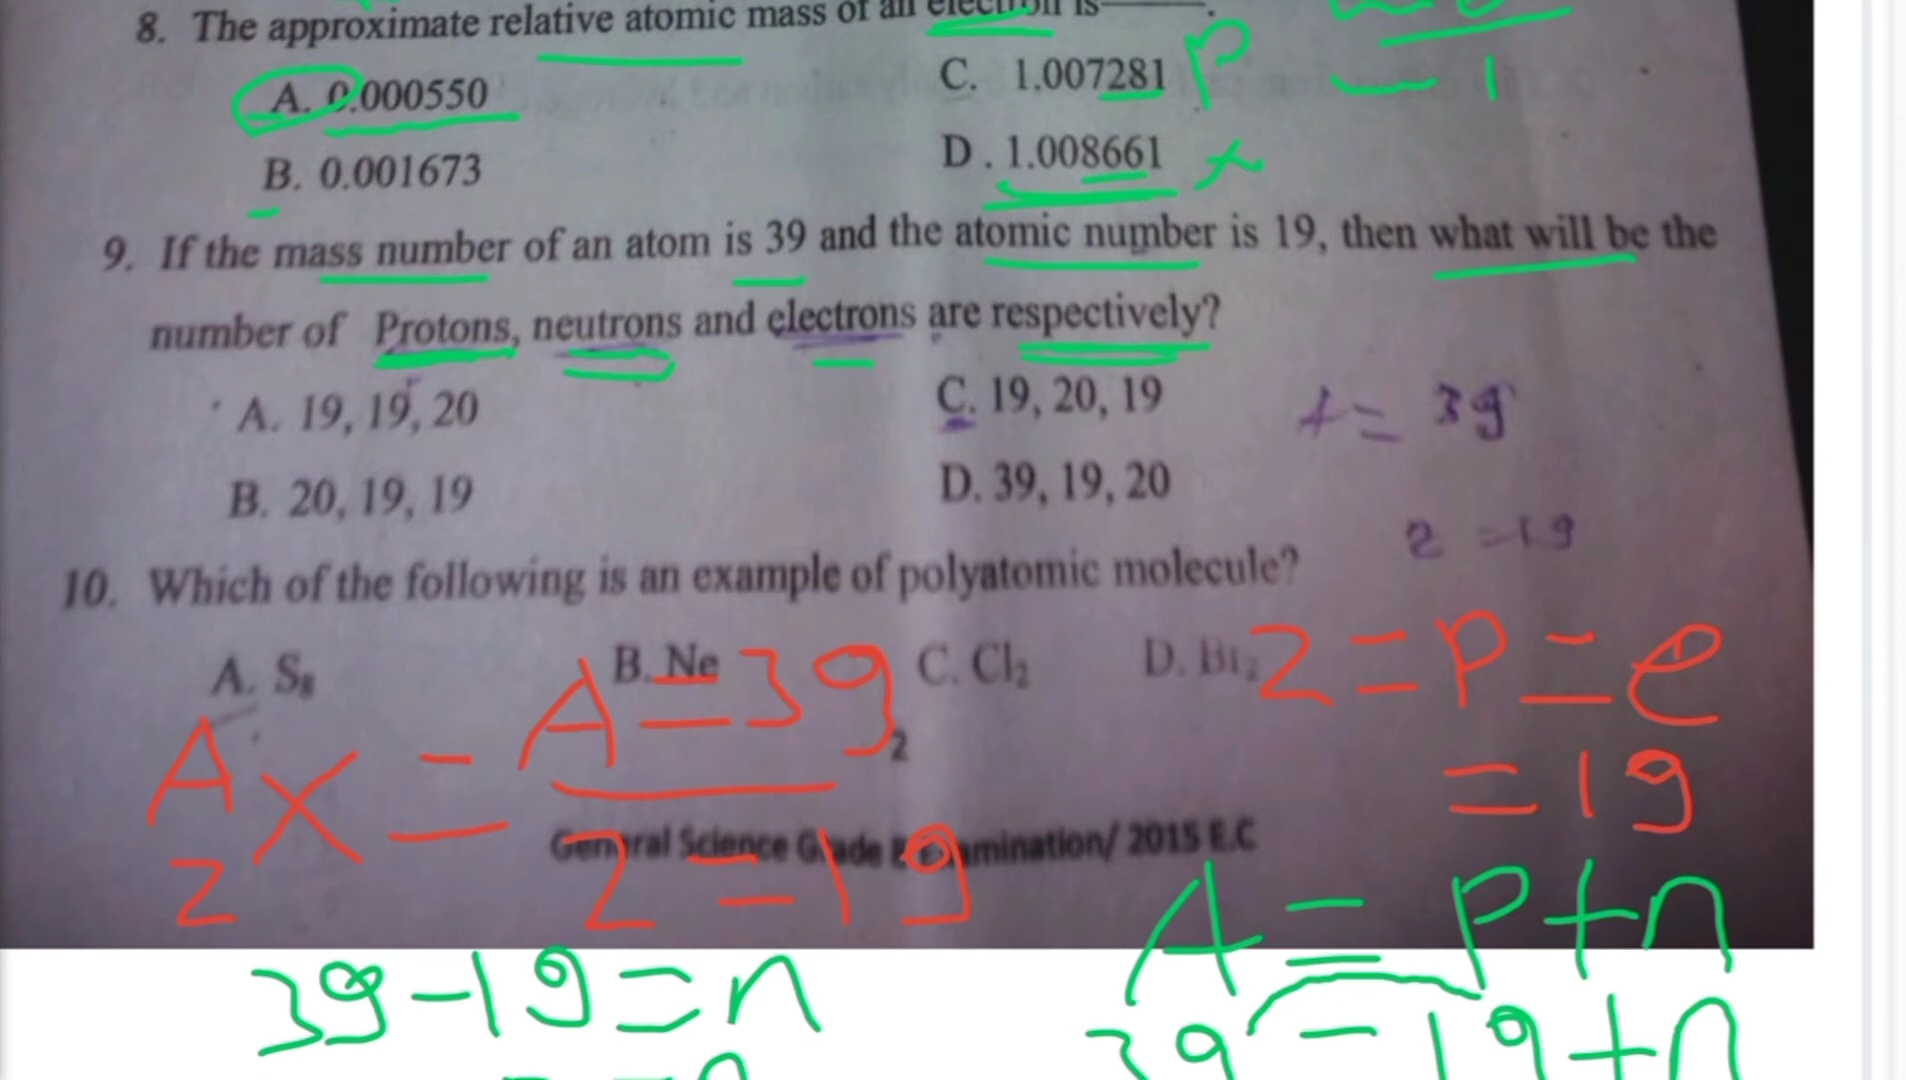 8. The approximate relative atomic mass of an electron is———.
A. 0.000550
C. 1.007281 P
– 1
B. 0.001673
D. 1.008661 x
9. If the mass number of an atom is 39 and the atomic number is 19, then what will be the
number of Protons, neutrons and electrons are respectively?
A. 19, 19, 20
C. 19, 20, 19
A = 39
B. 20, 19, 19
D. 39, 19, 20
Z = 19
10. Which of the following is an example of polyatomic molecule?
A. S₈ B. Ne C. Cl₂
Z = P = e
= 19
A
Z X = A = 39
Z = 19
2
General Science Grade Examination/ 2015 E.C
A = P + n
39 - 19 = n
39 = 19 + n
= n